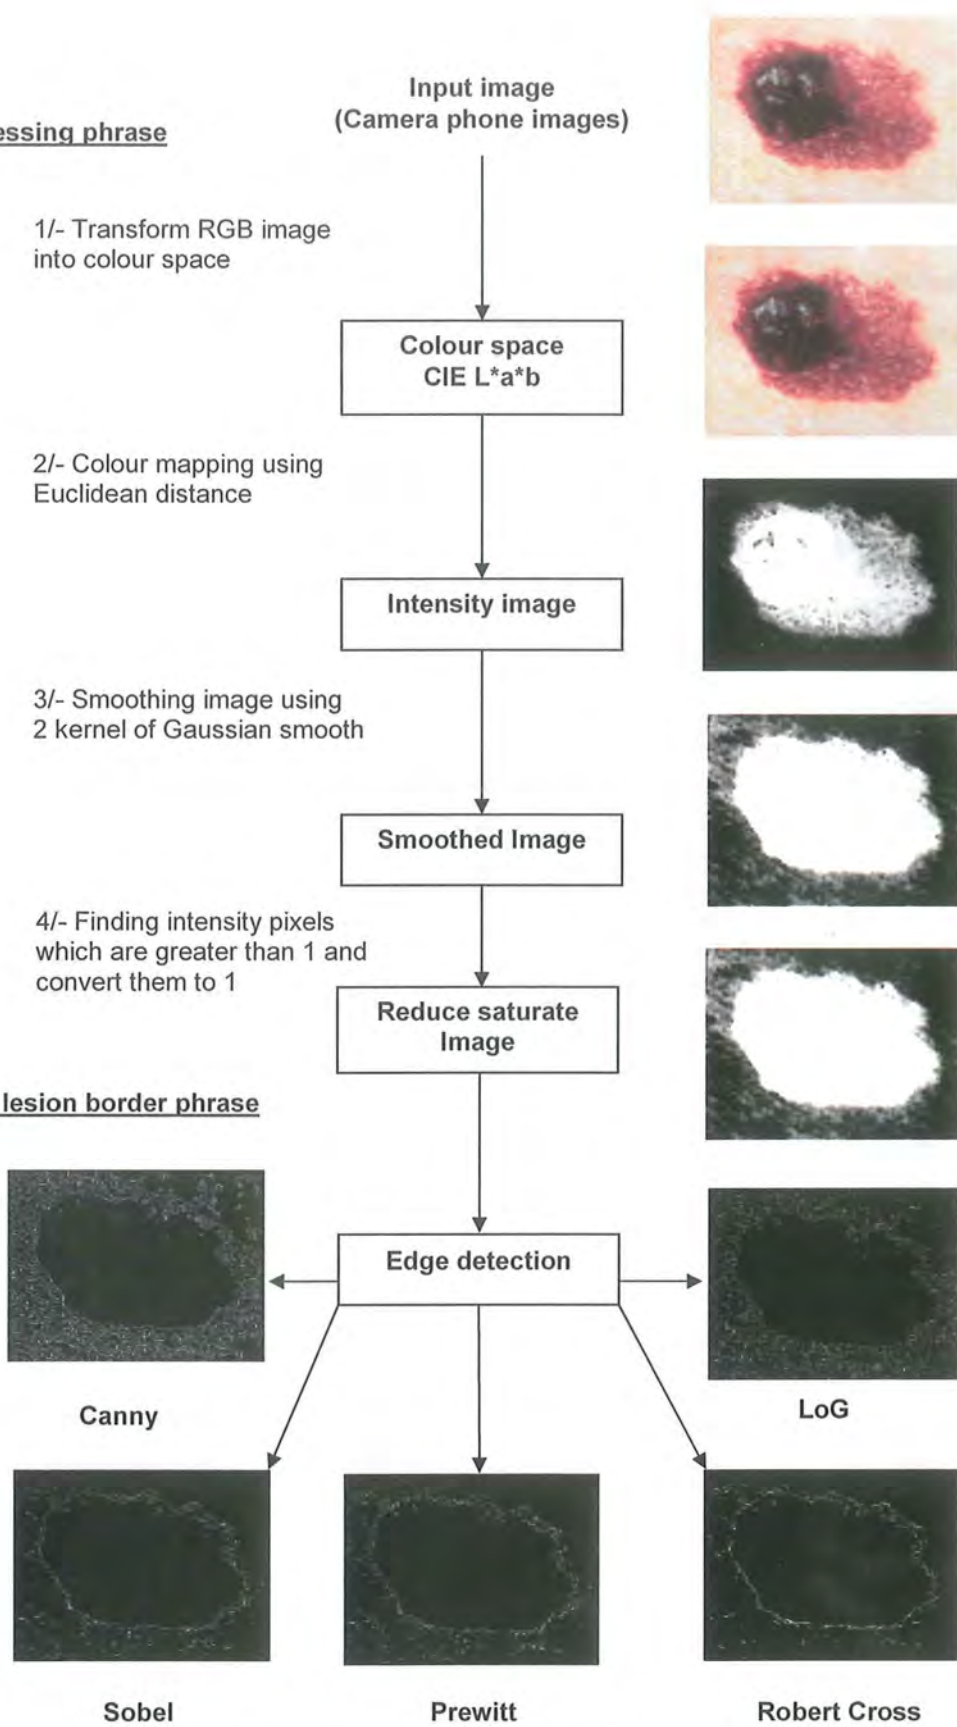 Input image
(Camera phone images)
essing phrase
1/- Transform RGB image
into colour space
Colour space
CIE L*a*b
2/- Colour mapping using
Euclidean distance
Intensity image
3/- Smoothing image using
2 kernel of Gaussian smooth
Smoothed Image
4/- Finding intensity pixels
which are greater than 1 and
convert them to 1
Reduce saturate
Image
lesion border phrase
Edge detection
Canny
LoG
Sobel
Prewitt
Robert Cross